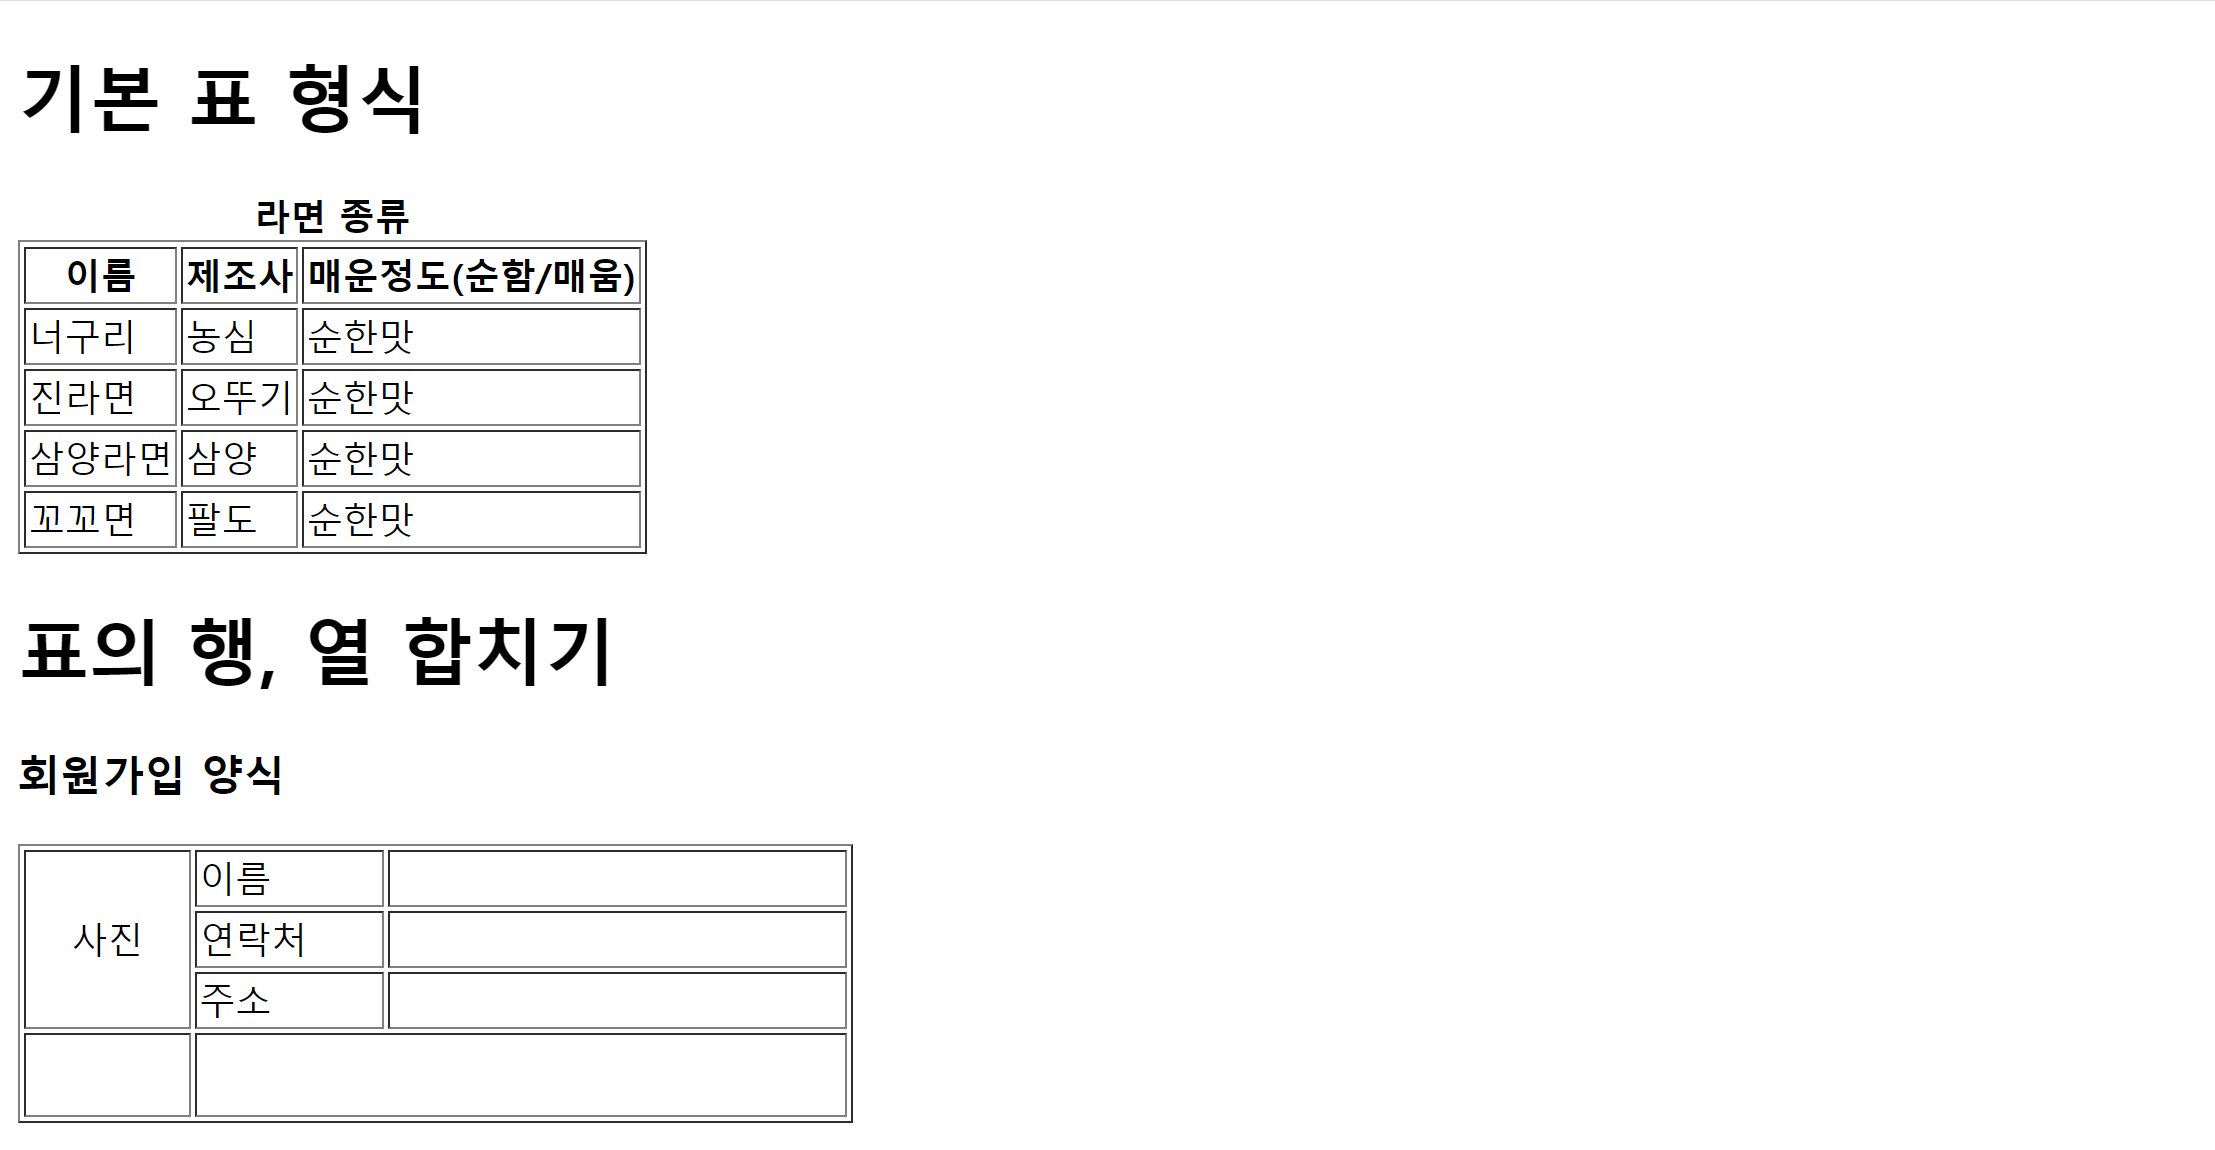 기본 표 형식
라면 종류
이름 제조사 매운정도(순함/매움)
너구리 농심 순한맛
진라면 오뚜기 순한맛
삼양라면 삼양 순한맛
꼬꼬면 팔도 순한맛
표의 행, 열 합치기
회원가입 양식
이름
사진 연락처
주소